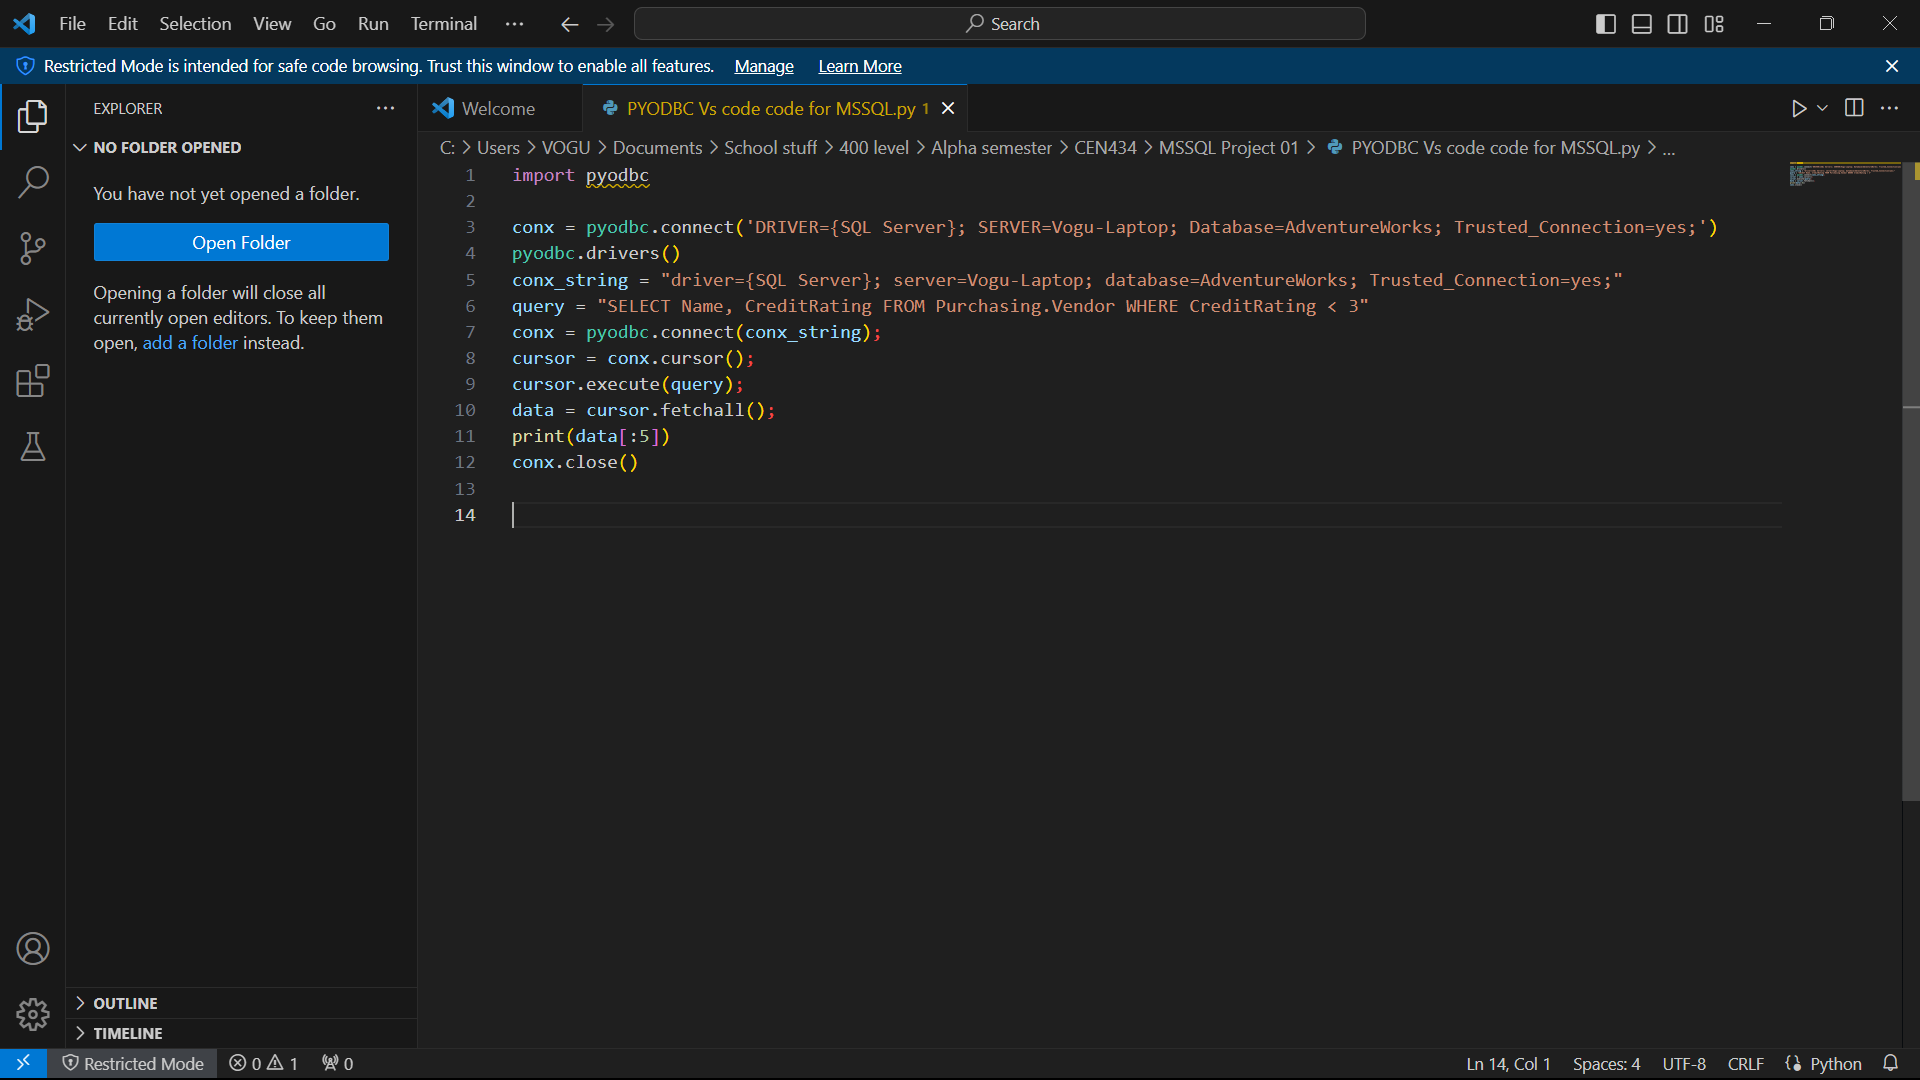 File Edit Selection View Go Run Terminal ··· Search
Restricted Mode is intended for safe code browsing. Trust this window to enable all features. Manage Learn More
EXPLORER
Welcome
PYODBC Vs code code for MSSQL.py 1
NO FOLDER OPENED
C: > Users > VOGU > Documents > School stuff > 400 level > Alpha semester > CEN434 > MSSQL Project 01 > PYODBC Vs code code for MSSQL.py > ...
You have not yet opened a folder.
Open Folder
Opening a folder will close all
currently open editors. To keep them
open, add a folder instead.
1 import pyodbc
2
3 conx = pyodbc.connect('DRIVER={SQL Server}; SERVER=Vogu-Laptop; Database=AdventureWorks; Trusted_Connection=yes;')
4 pyodbc.drivers()
5 conx_string = "driver={SQL Server}; server=Vogu-Laptop; database=AdventureWorks; Trusted_Connection=yes;"
6 query = "SELECT Name, CreditRating FROM Purchasing.Vendor WHERE CreditRating < 3"
7 conx = pyodbc.connect(conx_string);
8 cursor = conx.cursor();
9 cursor.execute(query);
10 data = cursor.fetchall();
11 print(data[:5])
12 conx.close()
13
14
OUTLINE
TIMELINE
Restricted Mode 0 1 0 Ln 14, Col 1 Spaces: 4 UTF-8 CRLF Python